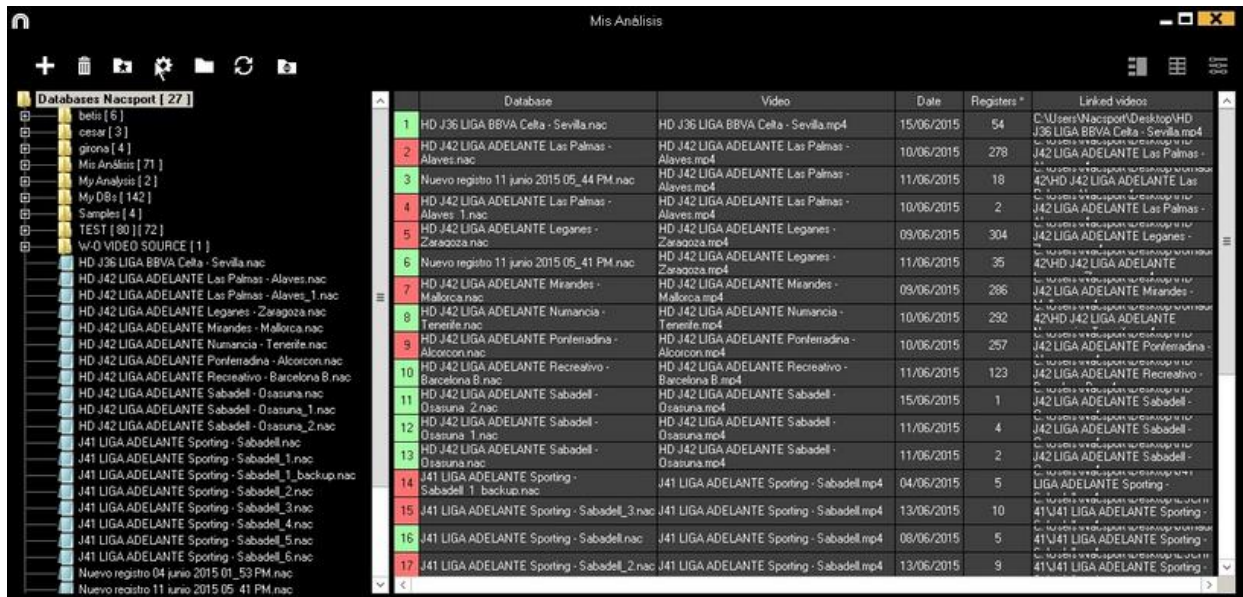 Mis Análisis
Databases Nacsport [ 27 ]
betis [ 6 ]
cesar [ 3 ]
girona [ 4 ]
Mis Análisis [ 71 ]
My Analysis [ 2 ]
My DBs [ 142 ]
Samples [ 4 ]
TEST [ 80 ] [ 72 ]
W-O VIDEO SOURCE [ 1 ]
HD J36 LIGA BBVA Celta - Sevilla.nac
HD J42 LIGA ADELANTE Las Palmas - Alaves.nac
HD J42 LIGA ADELANTE Las Palmas - Alaves_1.nac
HD J42 LIGA ADELANTE Leganes - Zaragoza.nac
HD J42 LIGA ADELANTE Mirandes - Mallorca.nac
HD J42 LIGA ADELANTE Numancia - Tenerife.nac
HD J42 LIGA ADELANTE Ponferradina - Alcorcon.nac
HD J42 LIGA ADELANTE Recreativo - Barcelona B.nac
HD J42 LIGA ADELANTE Sabadell - Osasuna.nac
HD J42 LIGA ADELANTE Sabadell - Osasuna_1.nac
HD J42 LIGA ADELANTE Sabadell - Osasuna_2.nac
J41 LIGA ADELANTE Sporting - Sabadell.nac
J41 LIGA ADELANTE Sporting - Sabadell_1.nac
J41 LIGA ADELANTE Sporting - Sabadell_1_backup.nac
J41 LIGA ADELANTE Sporting - Sabadell_2.nac
J41 LIGA ADELANTE Sporting - Sabadell_3.nac
J41 LIGA ADELANTE Sporting - Sabadell_4.nac
J41 LIGA ADELANTE Sporting - Sabadell_5.nac
J41 LIGA ADELANTE Sporting - Sabadell_6.nac
Nuevo registro 04 junio 2015 01_53 PM.nac
Nuevo registro 11 junio 2015 05_41 PM.nac
Database Video Date Registers * Linked videos
1 HD J36 LIGA BBVA Celta - Sevilla.nac HD J36 LIGA BBVA Celta - Sevilla.mp4 15/06/2015 54 C:\Users\Nacsport\Desktop\HD
J36 LIGA BBVA Celta - Sevilla.mp4
2 HD J42 LIGA ADELANTE Las Palmas - HD J42 LIGA ADELANTE Las Palmas - 10/06/2015 278 J42 LIGA ADELANTE Las Palmas -
Alaves.nac Alaves.mp4
3 Nuevo registro 11 junio 2015 05_44 PM.nac HD J42 LIGA ADELANTE Las Palmas - 11/06/2015 18 42\HD J42 LIGA ADELANTE Las
Alaves.mp4
4 HD J42 LIGA ADELANTE Las Palmas - HD J42 LIGA ADELANTE Las Palmas - 10/06/2015 2 J42 LIGA ADELANTE Las Palmas -
Alaves_1.nac Alaves.mp4
5 HD J42 LIGA ADELANTE Leganes - HD J42 LIGA ADELANTE Leganes - 09/06/2015 304 J42 LIGA ADELANTE Leganes -
Zaragoza.nac Zaragoza.mp4
6 Nuevo registro 11 junio 2015 05_41 PM.nac HD J42 LIGA ADELANTE Leganes - 11/06/2015 35 42\HD J42 LIGA ADELANTE
Zaragoza.mp4
7 HD J42 LIGA ADELANTE Mirandes - HD J42 LIGA ADELANTE Mirandes - 09/06/2015 286 J42 LIGA ADELANTE Mirandes -
Mallorca.nac Mallorca.mp4
8 HD J42 LIGA ADELANTE Numancia - HD J42 LIGA ADELANTE Numancia - 10/06/2015 292 42\HD J42 LIGA ADELANTE
Tenerife.nac Tenerife.mp4
9 HD J42 LIGA ADELANTE Ponferradina - HD J42 LIGA ADELANTE Ponferradina - 10/06/2015 257 J42 LIGA ADELANTE Ponferradina -
Alcorcon.nac Alcorcon.mp4
10 HD J42 LIGA ADELANTE Recreativo - HD J42 LIGA ADELANTE Recreativo - 11/06/2015 123 J42 LIGA ADELANTE Recreativo -
Barcelona B.nac Barcelona B.mp4
11 HD J42 LIGA ADELANTE Sabadell - HD J42 LIGA ADELANTE Sabadell - 15/06/2015 1 J42 LIGA ADELANTE Sabadell -
Osasuna_2.nac Osasuna.mp4
12 HD J42 LIGA ADELANTE Sabadell - HD J42 LIGA ADELANTE Sabadell - 11/06/2015 4 J42 LIGA ADELANTE Sabadell -
Osasuna_1.nac Osasuna.mp4
13 HD J42 LIGA ADELANTE Sabadell - HD J42 LIGA ADELANTE Sabadell - 11/06/2015 2 J42 LIGA ADELANTE Sabadell -
Osasuna.nac Osasuna.mp4
14 J41 LIGA ADELANTE Sporting - J41 LIGA ADELANTE Sporting - Sabadell.mp4 04/06/2015 5 LIGA ADELANTE Sporting -
Sabadell_1_backup.nac
15 J41 LIGA ADELANTE Sporting - Sabadell_3.nac J41 LIGA ADELANTE Sporting - Sabadell.mp4 13/06/2015 10 41\J41 LIGA ADELANTE Sporting -
16 J41 LIGA ADELANTE Sporting - Sabadell.nac J41 LIGA ADELANTE Sporting - Sabadell.mp4 08/06/2015 5 41\J41 LIGA ADELANTE Sporting -
17 J41 LIGA ADELANTE Sporting - Sabadell_2.nac J41 LIGA ADELANTE Sporting - Sabadell.mp4 13/06/2015 9 41\J41 LIGA ADELANTE Sporting -